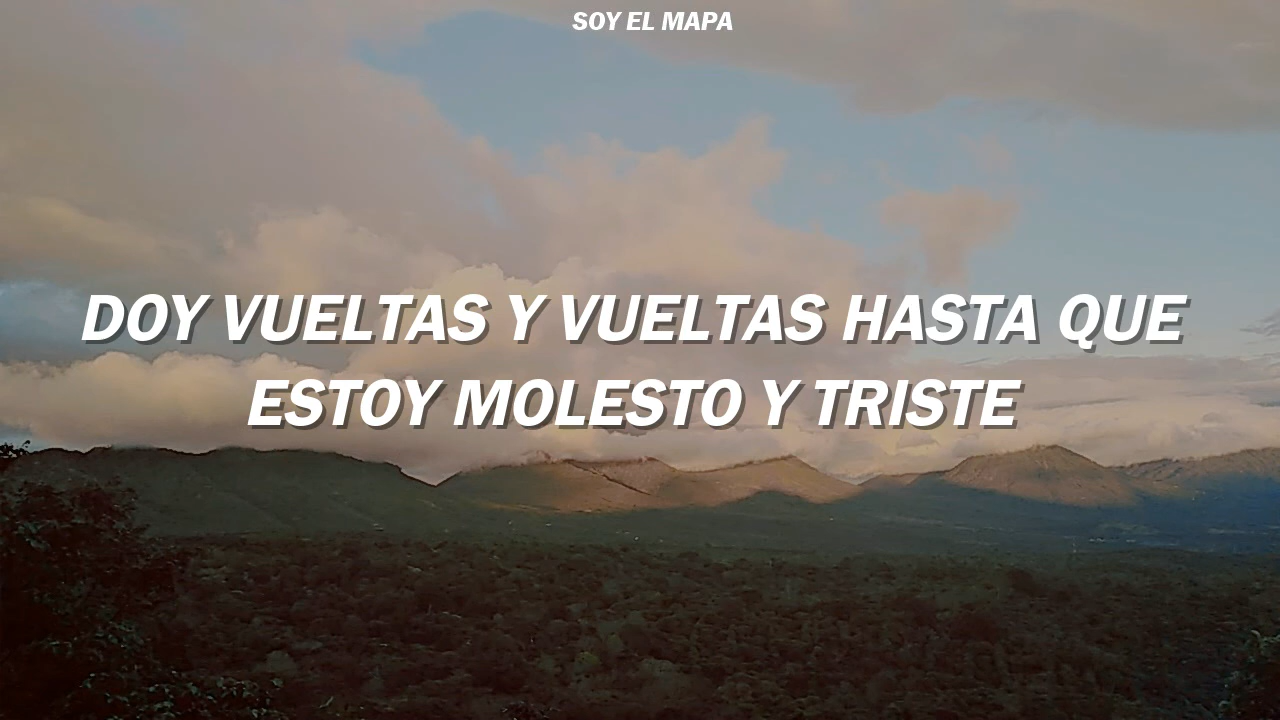 SOY EL MAPA
DOY VUELTAS Y VUELTAS HASTA QUE
ESTOY MOLESTO Y TRISTE